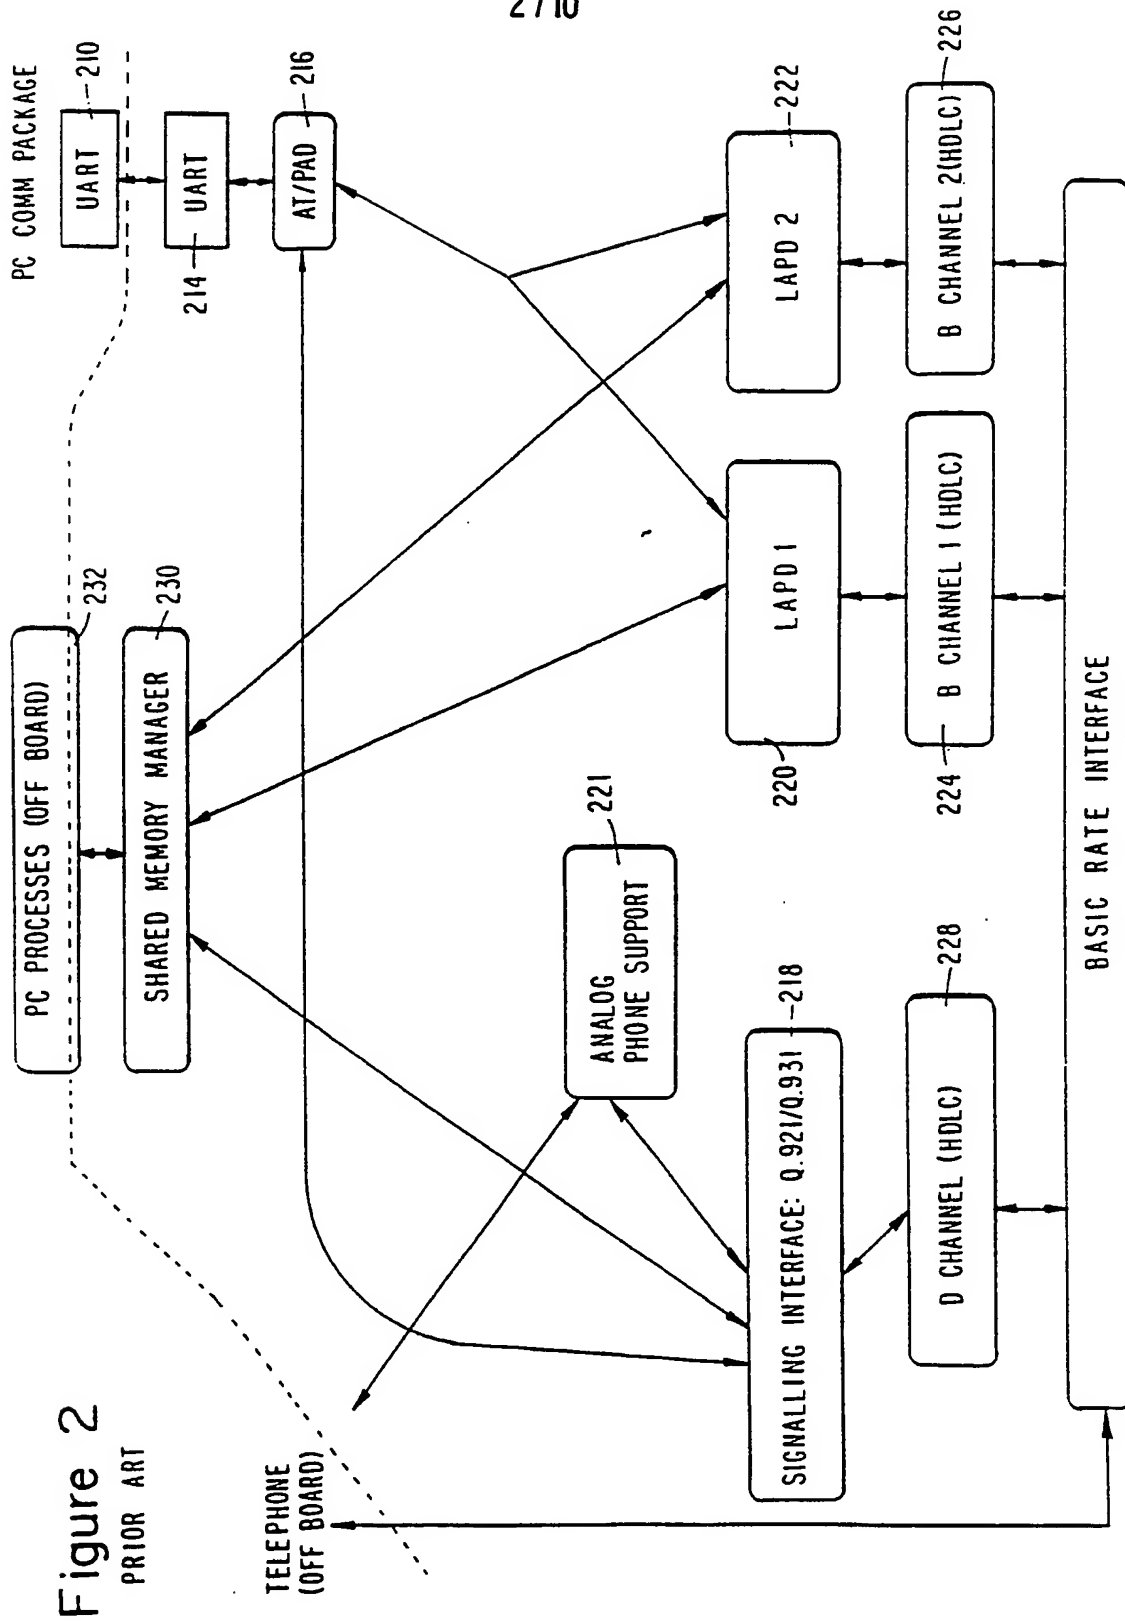 2/10
Figure 2
PRIOR ART
TELEPHONE
(OFF BOARD)
PC PROCESSES (OFF BOARD)
232
SHARED MEMORY MANAGER
230
PC COMM PACKAGE
UART
210
UART
214
AT/PAD
216
ANALOG
PHONE SUPPORT
221
SIGNALLING INTERFACE: Q.921/Q.931
218
LAPD 1
220
LAPD 2
222
D CHANNEL (HDLC)
228
B CHANNEL 1 (HDLC)
224
B CHANNEL 2(HDLC)
226
BASIC RATE INTERFACE